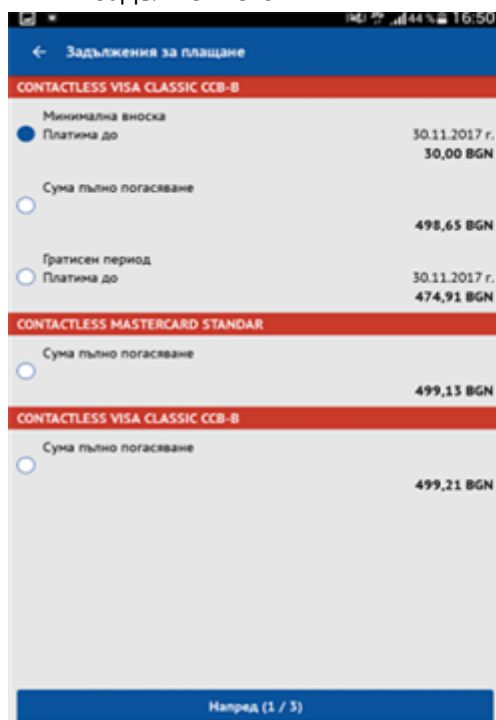 44% 16:50
Задължения за плащане
CONTACTLESS VISA CLASSIC CCB-B
Минимална вноска
Платима до 30.11.2017 г.
30,00 BGN
Сума пълно погасяване
498,65 BGN
Гратисен период
Платима до 30.11.2017 г.
474,91 BGN
CONTACTLESS MASTERCARD STANDAR
Сума пълно погасяване
499,13 BGN
CONTACTLESS VISA CLASSIC CCB-B
Сума пълно погасяване
499,21 BGN
Напред (1 / 3)